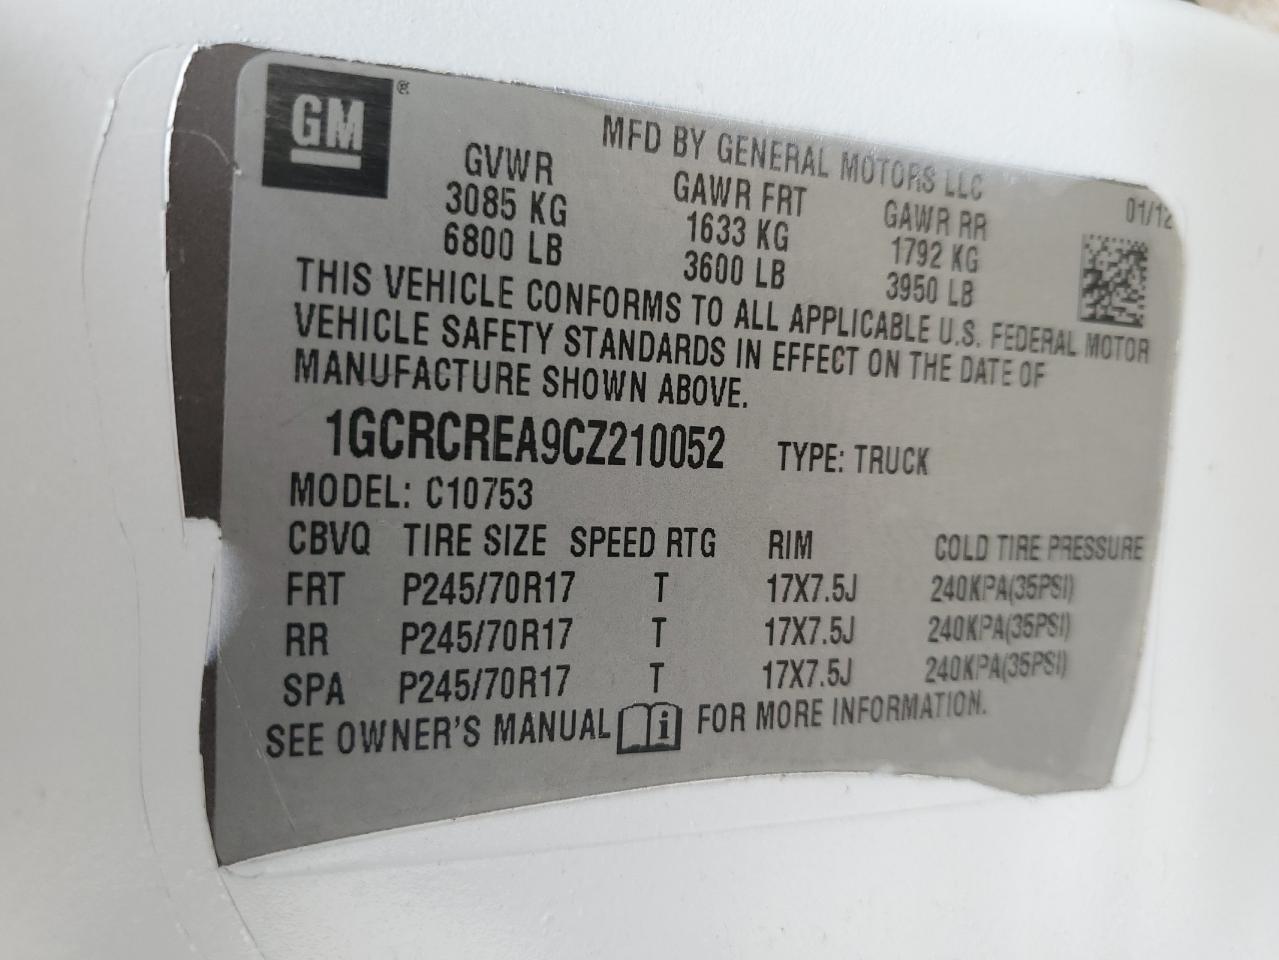 GM ®
MFD BY GENERAL MOTORS LLC
01/12
GVWR GAWR FRT GAWR RR
3085 KG 1633 KG 1792 KG
6800 LB 3600 LB 3950 LB
THIS VEHICLE CONFORMS TO ALL APPLICABLE U.S. FEDERAL MOTOR
VEHICLE SAFETY STANDARDS IN EFFECT ON THE DATE OF
MANUFACTURE SHOWN ABOVE.
1GCRCREA9CZ210052 TYPE: TRUCK
MODEL: C10753
CBVQ TIRE SIZE SPEED RTG RIM COLD TIRE PRESSURE
FRT P245/70R17 T 17X7.5J 240KPA(35PSI)
RR P245/70R17 T 17X7.5J 240KPA(35PSI)
SPA P245/70R17 T 17X7.5J 240KPA(35PSI)
SEE OWNER'S MANUAL i FOR MORE INFORMATION.